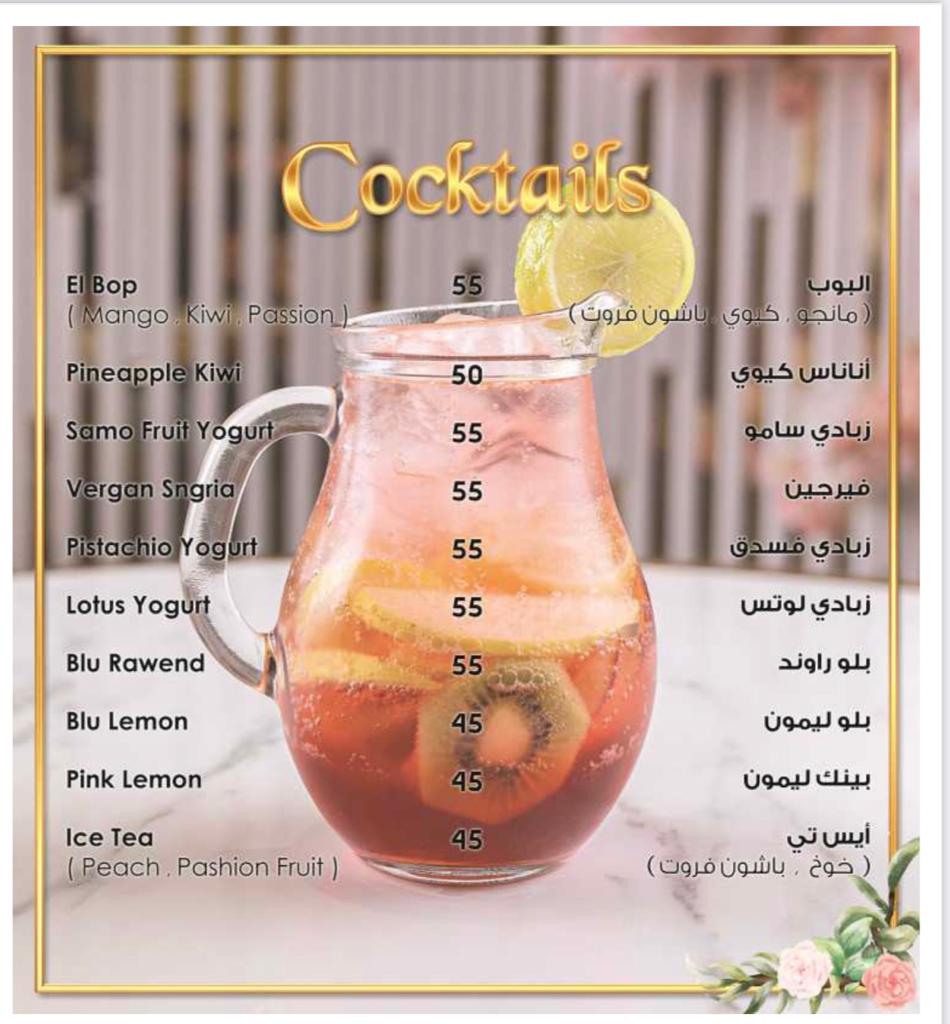 Cocktails
El Bop 55 البوب
( Mango , Kiwi , Passion ) ( مانجو ، كيوي ، باشون فروت )
Pineapple Kiwi 50 أناناس كيوي
Samo Fruit Yogurt 55 زبادي سامو
Vergan Sngria 55 فيرجين
Pistachio Yogurt 55 زبادي فسدق
Lotus Yogurt 55 زبادي لوتس
Blu Rawend 55 بلو راوند
Blu Lemon 45 بلو ليمون
Pink Lemon 45 بينك ليمون
Ice Tea 45 أيس تي
( Peach , Pashion Fruit ) ( خوخ ، باشون فروت )